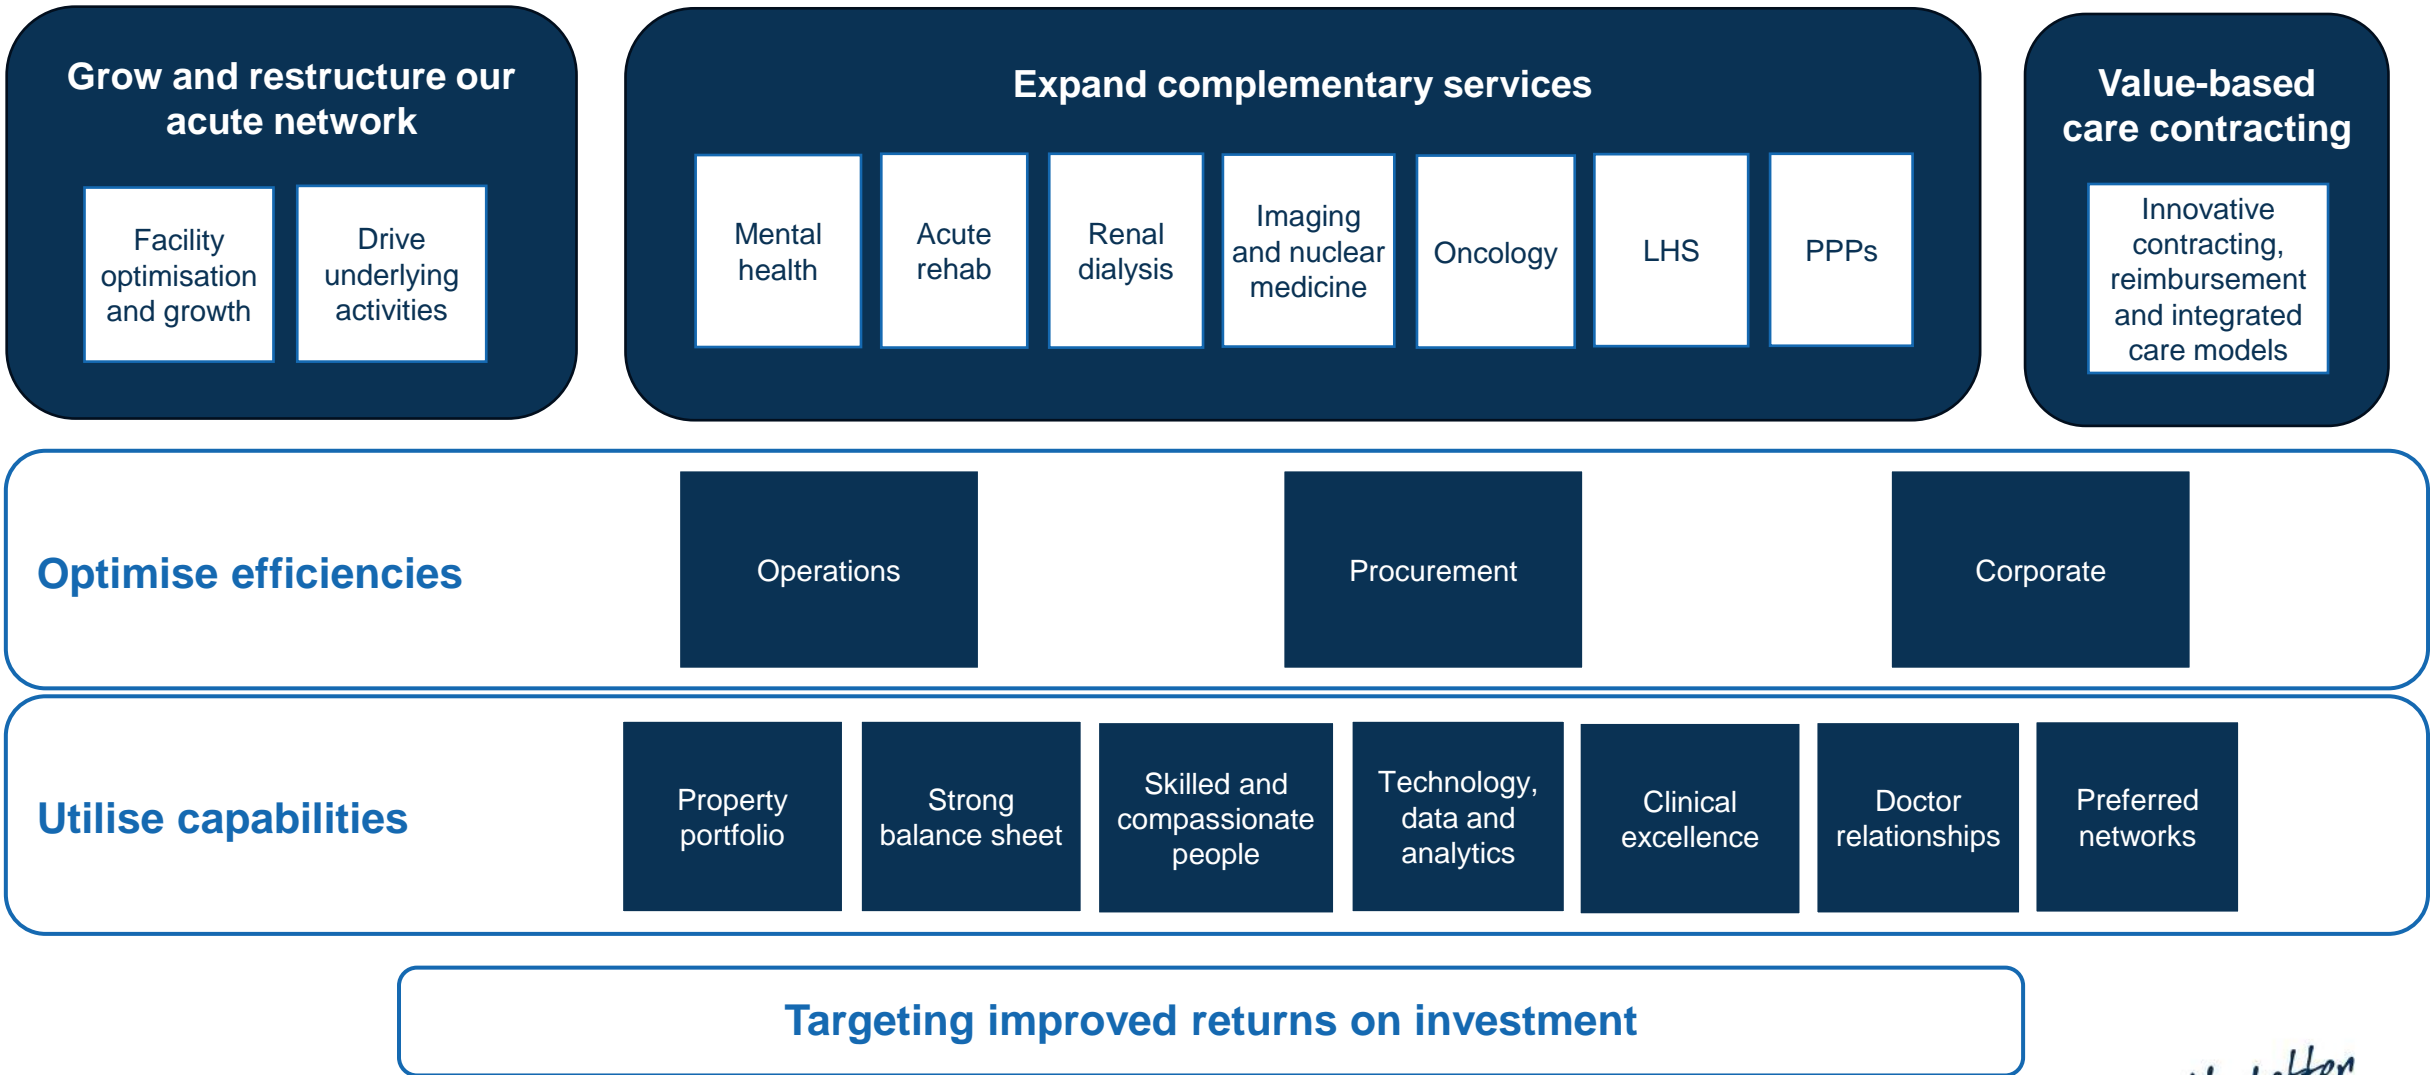 Grow and restructure our
acute network
Facility
optimisation
and growth
Drive
underlying
activities
Expand complementary services
Mental
health
Acute
rehab
Renal
dialysis
Imaging
and nuclear
medicine
Oncology
LHS
PPPs
Value-based
care contracting
Innovative
contracting,
reimbursement
and integrated
care models
Optimise efficiencies
Operations
Procurement
Corporate
Utilise capabilities
Property
portfolio
Strong
balance sheet
Skilled and
compassionate
people
Technology,
data and
analytics
Clinical
excellence
Doctor
relationships
Preferred
networks
Targeting improved returns on investment